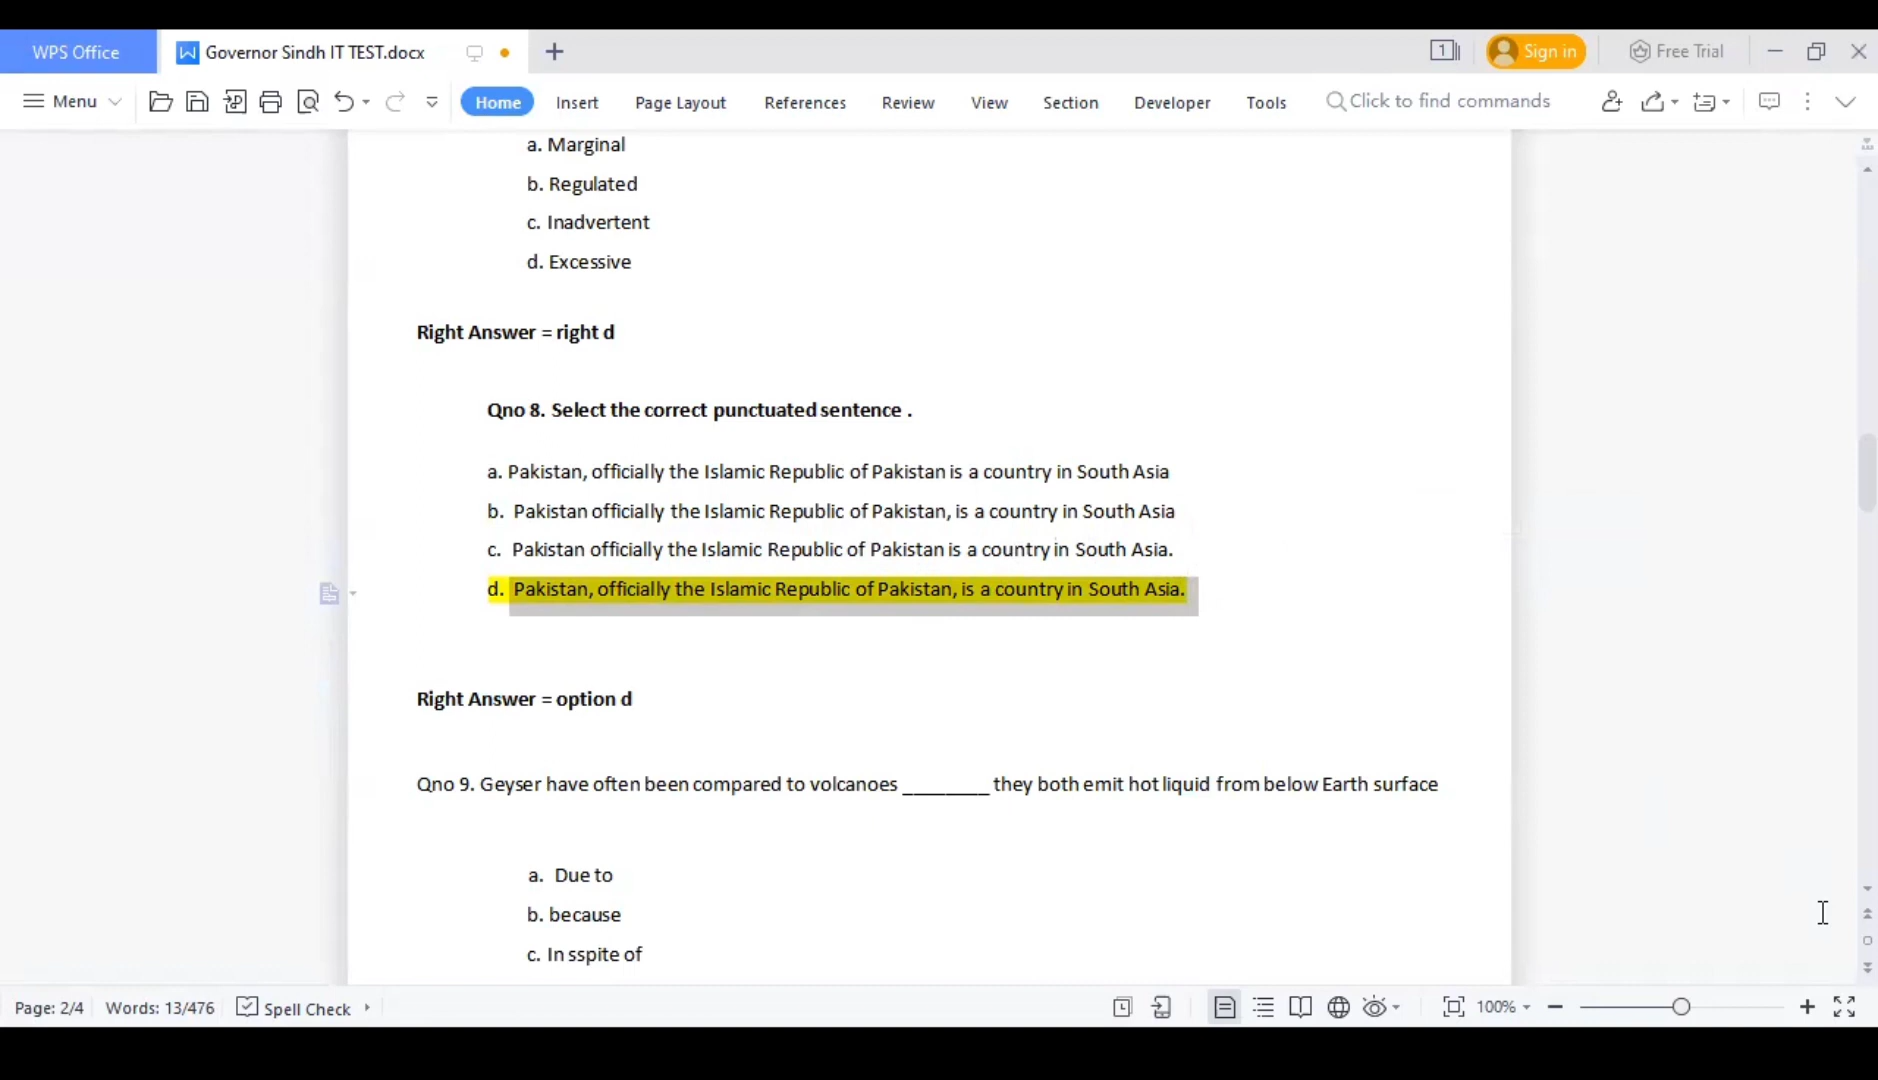 WPS Office
Governor Sindh IT TEST.docx
1
Sign in
Free Trial
Menu
Home
Insert
Page Layout
References
Review
View
Section
Developer
Tools
Click to find commands
a. Marginal
b. Regulated
c. Inadvertent
d. Excessive
Right Answer = right d
Qno 8. Select the correct punctuated sentence .
a. Pakistan, officially the Islamic Republic of Pakistan is a country in South Asia
b. Pakistan officially the Islamic Republic of Pakistan, is a country in South Asia
c. Pakistan officially the Islamic Republic of Pakistan is a country in South Asia.
d. Pakistan, officially the Islamic Republic of Pakistan, is a country in South Asia.
Right Answer = option d
Qno 9. Geyser have often been compared to volcanoes ________ they both emit hot liquid from below Earth surface
a. Due to
b. because
c. In sspite of
Page: 2/4
Words: 13/476
Spell Check
100%